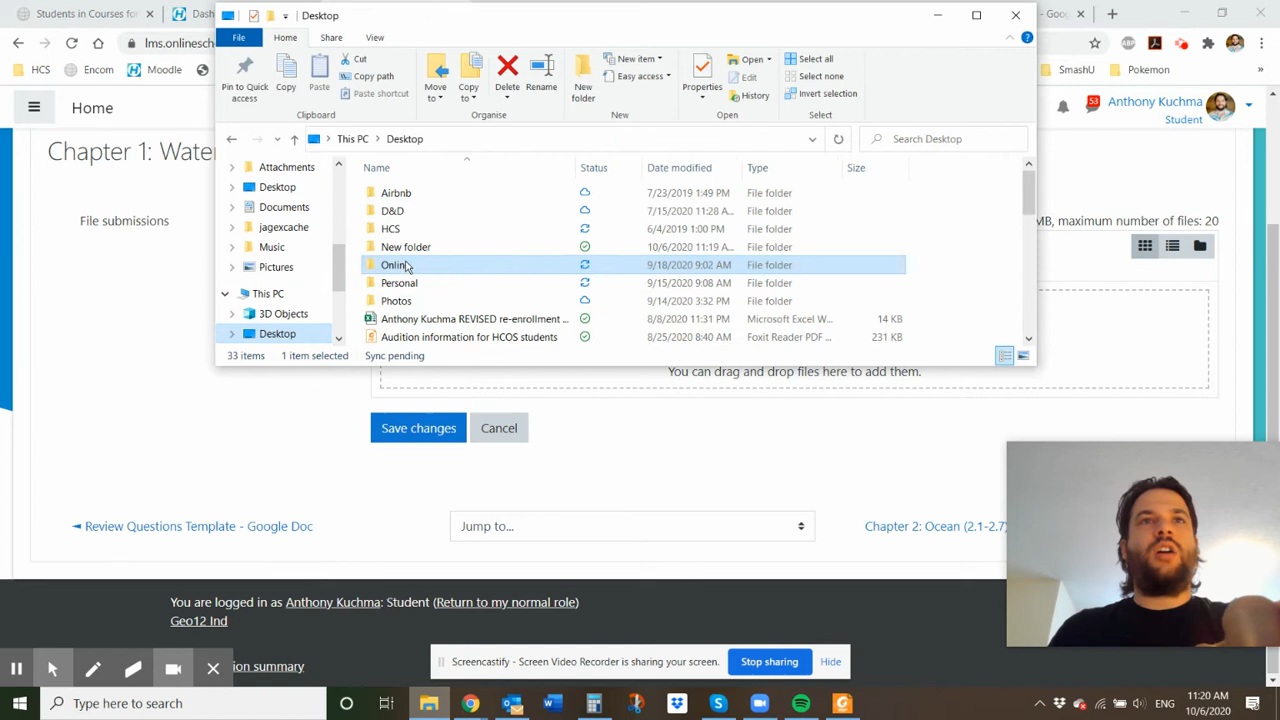 Students in Courses for
Das
Goo
Desktop
File
Home
Share
View
lms.onlinesch
HCS
Encom
Moodle
SmashU
Pokemon
»
Pin to Quick access
Copy
Paste
Cut
Copy path
Paste shortcut
Clipboard
Move to
Copy to
Delete
Rename
Organise
New folder
New item
Easy access
New
Properties
Open
Edit
History
Open
Select all
Select none
Invert selection
Select
Home
53
Anthony Kuchma
Student
This PC > Desktop
Search Desktop
Chapter 1: Water
File submissions
MB, maximum number of files: 20
Attachments
Desktop
Documents
jagexcache
Music
Pictures
This PC
3D Objects
Desktop
Name Status Date modified Type Size
Airbnb 7/23/2019 1:49 PM File folder
D&D 7/15/2020 11:28 A... File folder
HCS 6/4/2019 1:00 PM File folder
New folder 10/6/2020 11:19 A... File folder
Online 9/18/2020 9:02 AM File folder
Personal 9/15/2020 9:08 AM File folder
Photos 9/14/2020 3:32 PM File folder
Anthony Kuchma REVISED re-enrollment ... 8/8/2020 11:31 PM Microsoft Excel W... 14 KB
Audition information for HCOS students 8/25/2020 8:40 AM Foxit Reader PDF ... 231 KB
33 items 1 item selected Sync pending
You can drag and drop files here to add them.
Save changes Cancel
◄ Review Questions Template - Google Doc
Jump to...
Chapter 2: Ocean (2.1-2.7)
You are logged in as Anthony Kuchma: Student (Return to my normal role)
Geo12 Ind
ion summary
Screencastify - Screen Video Recorder is sharing your screen. Stop sharing Hide
Type here to search
ENG
11:20 AM
10/6/2020